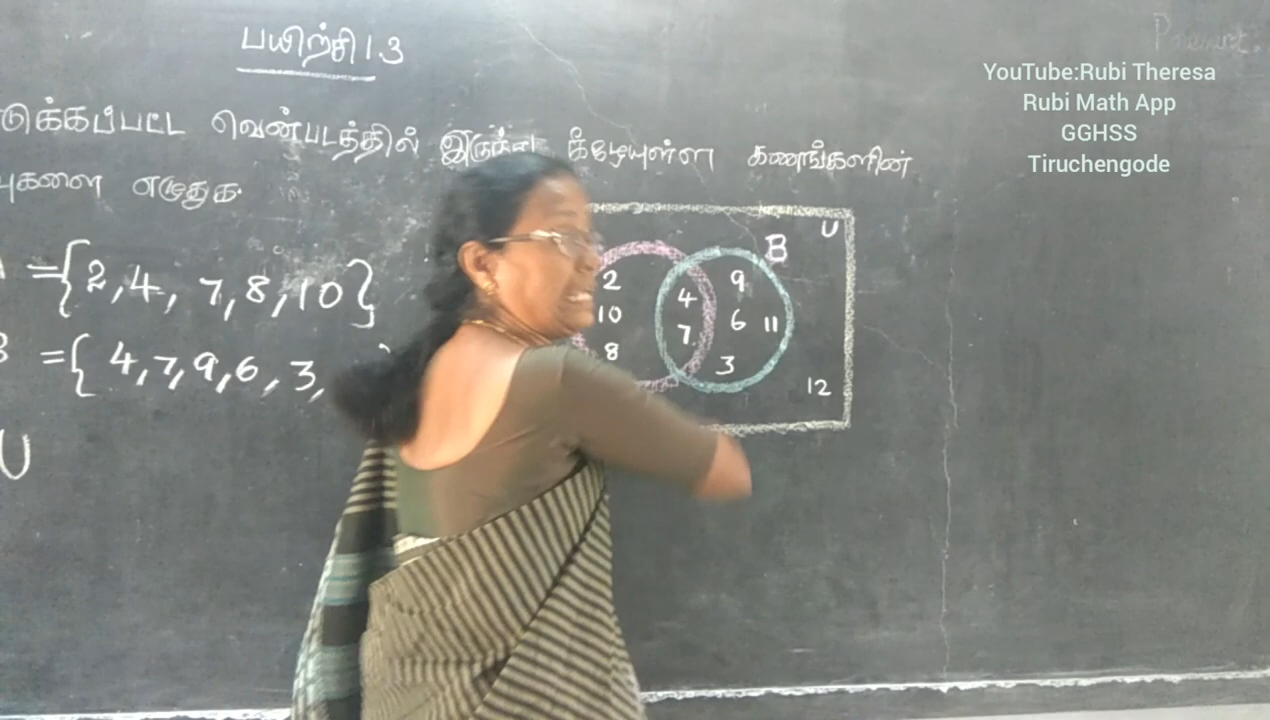 பயிற்சி 1.3
டுக்கப்பட்ட வென்படத்தில் கீழேயுள்ள கணங்களின்
புகளை எழுதுக.
={2,4, 7,8,10}
={ 4,7,9,6,3,
U
U
B
2
10
8
4
7
9
6
11
3
12
YouTube:Rubi Theresa
Rubi Math App
GGHSS
Tiruchengode